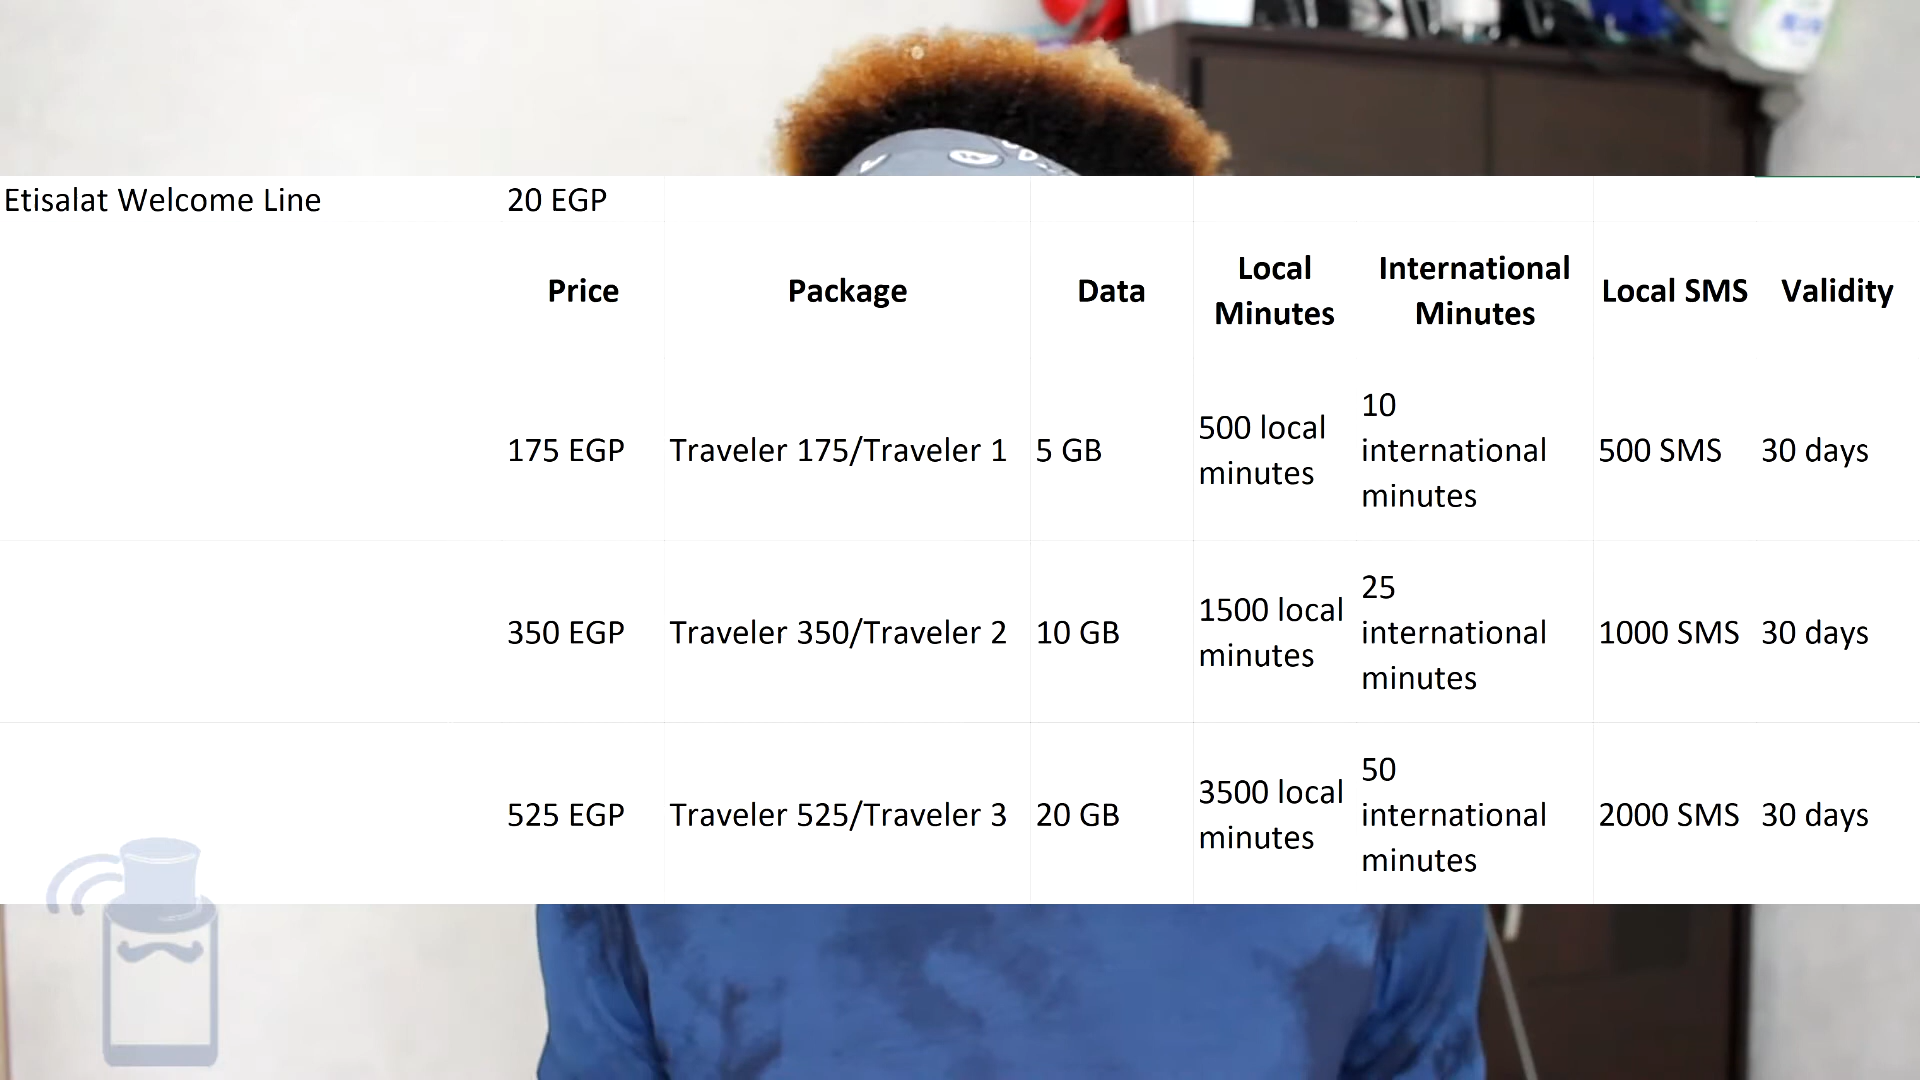 Etisalat Welcome Line 20 EGP
Price Package Data Local Minutes International Minutes Local SMS Validity
175 EGP Traveler 175/Traveler 1 5 GB 500 local minutes 10 international minutes 500 SMS 30 days
350 EGP Traveler 350/Traveler 2 10 GB 1500 local minutes 25 international minutes 1000 SMS 30 days
525 EGP Traveler 525/Traveler 3 20 GB 3500 local minutes 50 international minutes 2000 SMS 30 days